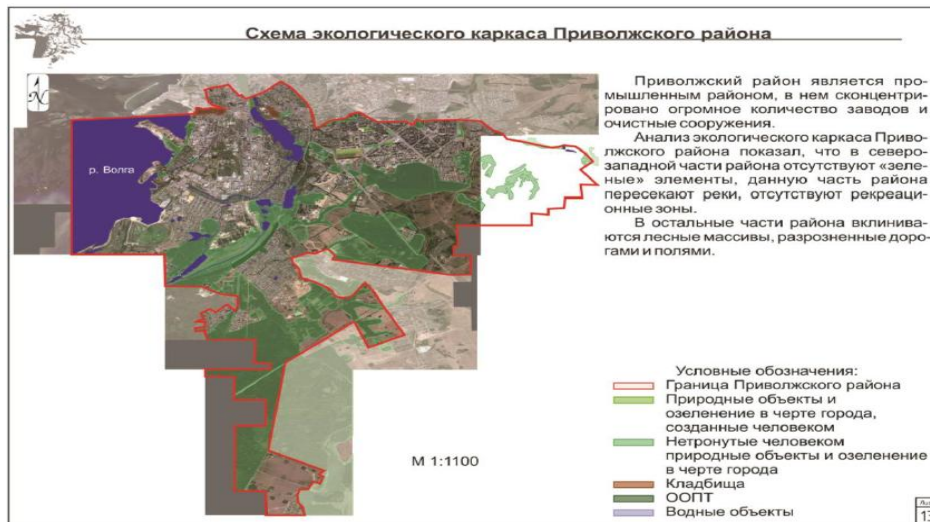 Схема экологического каркаса Приволжского района
N
р. Волга
Приволжский район является про-
мышленным районом, в нем сконцентри-
ровано огромное количество заводов и
очистные сооружения.
Анализ экологического каркаса Приво-
лжского района показал, что в северо-
западной части района отсутствуют «зеле-
ные» элементы, данную часть района
пересекают реки, отсутствуют рекреаци-
онные зоны.
В остальные части района вклинива-
ются лесные массивы, разрозненные доро-
гами и полями.
М 1:1100
Условные обозначения:
Граница Приволжского района
Природные объекты и
озеленение в черте города,
созданные человеком
Нетронутые человеком
природные объекты и озеленение
в черте города
Кладбища
ООПТ
Водные объекты
13